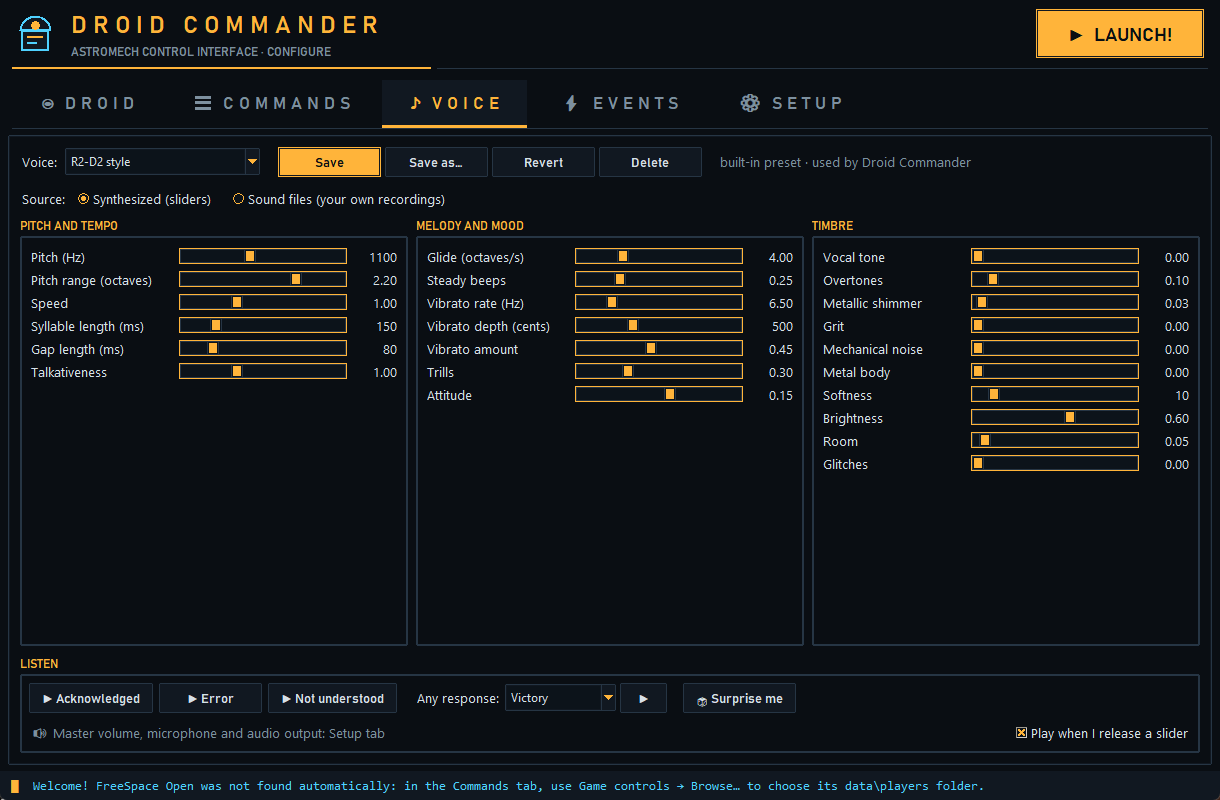 DROID COMMANDER
ASTROMECH CONTROL INTERFACE · CONFIGURE
► LAUNCH!
DROID COMMANDS ♪ VOICE EVENTS SETUP
Voice: R2-D2 style Save Save as… Revert Delete built-in preset · used by Droid Commander
Source: Synthesized (sliders) Sound files (your own recordings)
PITCH AND TEMPO
Pitch (Hz) 1100
Pitch range (octaves) 2.20
Speed 1.00
Syllable length (ms) 150
Gap length (ms) 80
Talkativeness 1.00
MELODY AND MOOD
Glide (octaves/s) 4.00
Steady beeps 0.25
Vibrato rate (Hz) 6.50
Vibrato depth (cents) 500
Vibrato amount 0.45
Trills 0.30
Attitude 0.15
TIMBRE
Vocal tone 0.00
Overtones 0.10
Metallic shimmer 0.03
Grit 0.00
Mechanical noise 0.00
Metal body 0.00
Softness 10
Brightness 0.60
Room 0.05
Glitches 0.00
LISTEN
► Acknowledged ► Error ► Not understood Any response: Victory ► Surprise me
Master volume, microphone and audio output: Setup tab
Play when I release a slider
Welcome! FreeSpace Open was not found automatically: in the Commands tab, use Game controls → Browse… to choose its data\players folder.